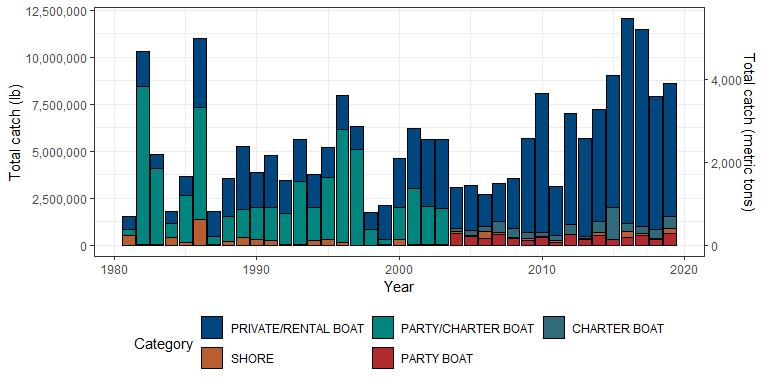 12,500,000
10,000,000
7,500,000
5,000,000
2,500,000
0
Total catch (lb)
4,000
2,000
0
Total catch (metric tons)
1980 1990 2000 2010 2020
Year
Category
PRIVATE/RENTAL BOAT PARTY/CHARTER BOAT CHARTER BOAT
SHORE PARTY BOAT